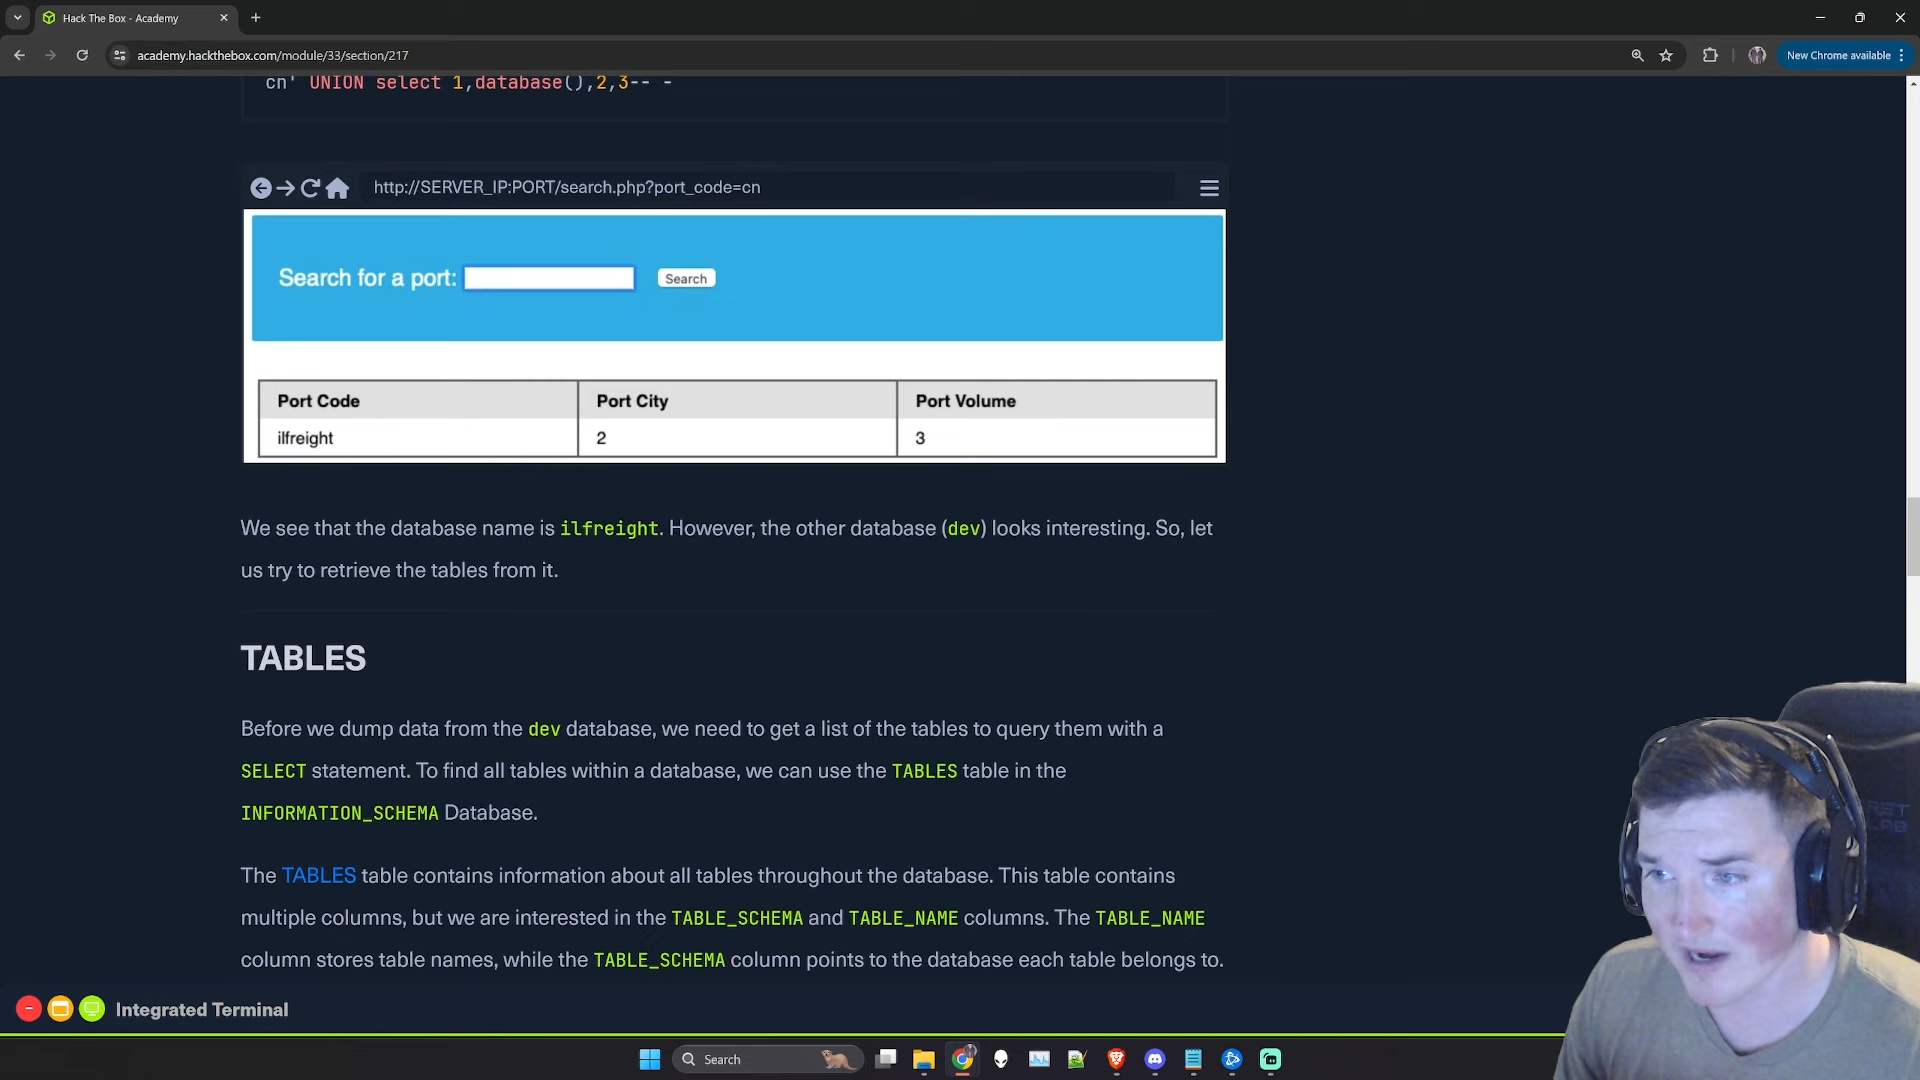 Hack The Box - Academy
academy.hackthebox.com/module/33/section/217
New Chrome available
cn' UNION select 1,database(),2,3-- -
http://SERVER_IP:PORT/search.php?port_code=cn
Search for a port:
Search
Port Code Port City Port Volume
ilfreight 2 3
We see that the database name is ilfreight. However, the other database (dev) looks interesting. So, let
us try to retrieve the tables from it.
TABLES
Before we dump data from the dev database, we need to get a list of the tables to query them with a
SELECT statement. To find all tables within a database, we can use the TABLES table in the
INFORMATION_SCHEMA Database.
The TABLES table contains information about all tables throughout the database. This table contains
multiple columns, but we are interested in the TABLE_SCHEMA and TABLE_NAME columns. The TABLE_NAME
column stores table names, while the TABLE_SCHEMA column points to the database each table belongs to.
Integrated Terminal
Search